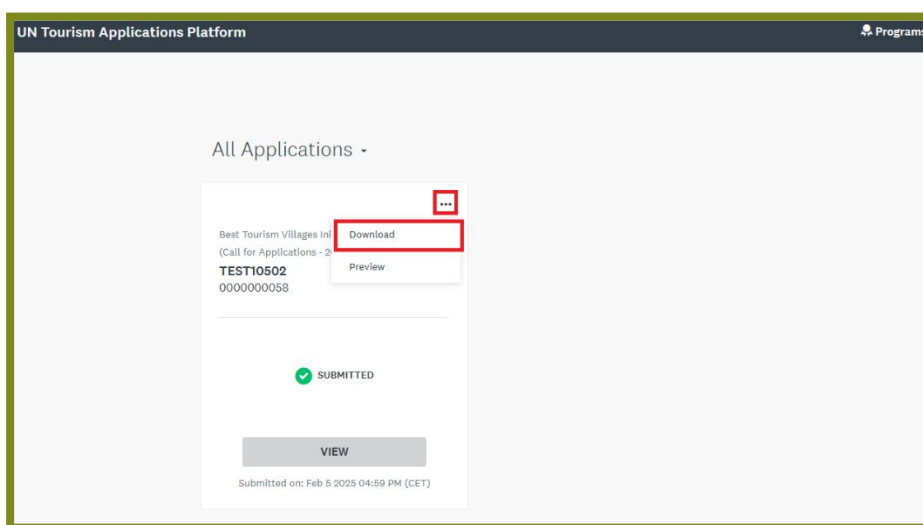 UN Tourism Applications Platform
Programs
All Applications
Best Tourism Villages Ini
Download
(Call for Applications - 2
TEST10502
Preview
0000000058
SUBMITTED
VIEW
Submitted on: Feb 5 2025 04:59 PM (CET)